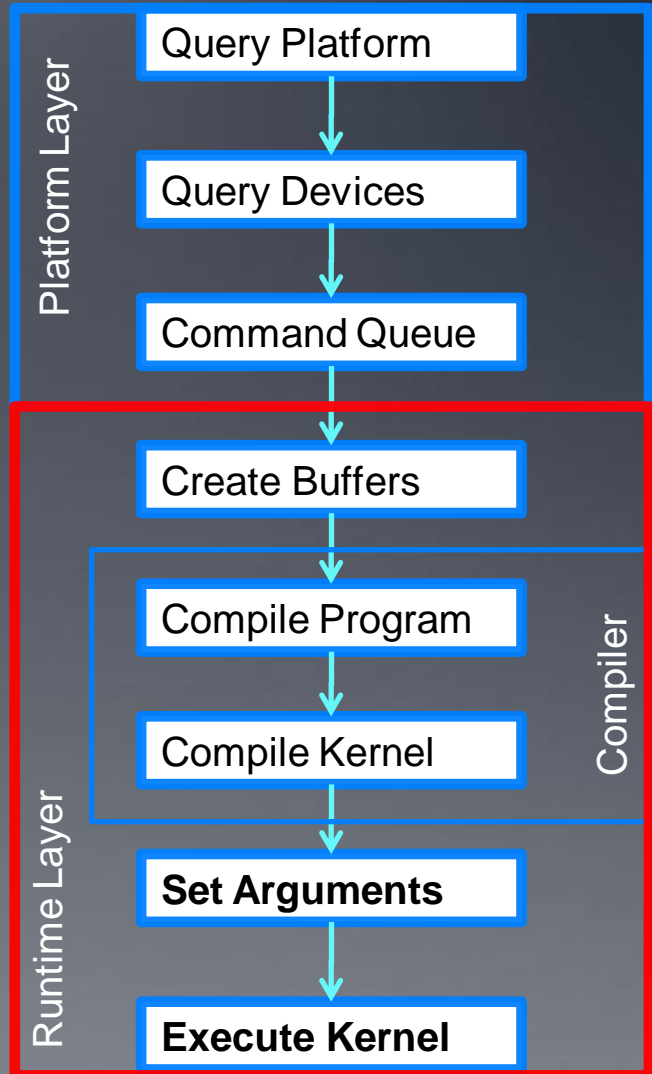 Platform Layer
Query Platform
Query Devices
Command Queue
Runtime Layer
Create Buffers
Compiler
Compile Program
Compile Kernel
Set Arguments
Execute Kernel